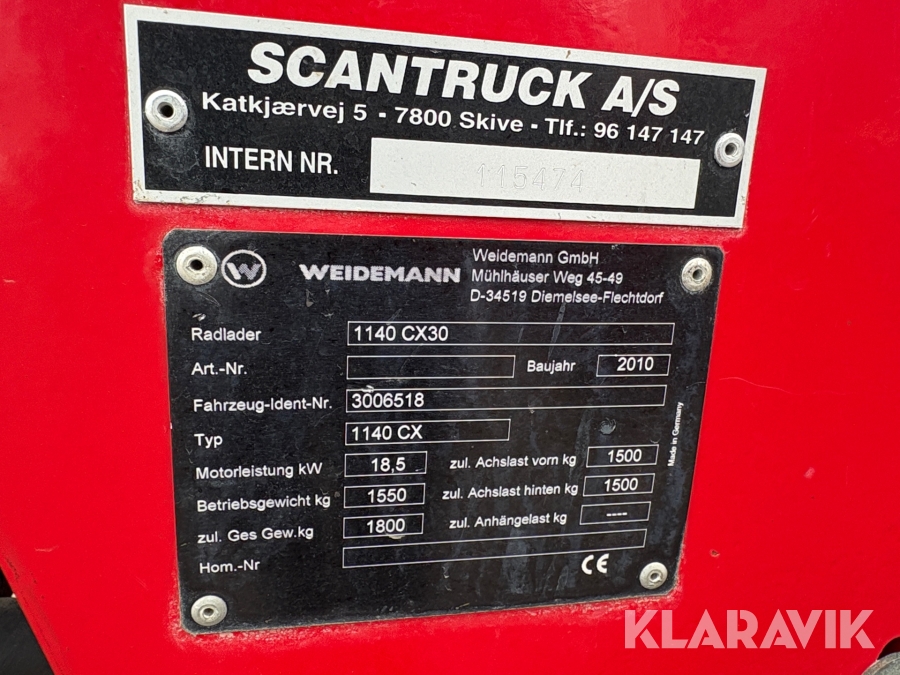 SCANTRUCK A/S
Katkjærvej 5 - 7800 Skive - Tlf.: 96 147 147
INTERN NR. 115474
W WEIDEMANN
Weidemann GmbH
Mühlhäuser Weg 45-49
D-34519 Diemelsee-Flechtdorf
Radlader 1140 CX30
Art.-Nr. Baujahr 2010
Fahrzeug-Ident-Nr. 3006518
Typ 1140 CX
Motorleistung kW 18,5 zul. Achslast vorn kg 1500
Betriebsgewicht kg 1550 zul. Achslast hinten kg 1500
zul. Ges Gew.kg 1800 zul. Anhängelast kg ----
Hom.-Nr CE
Made in Germany
KLARAVIK